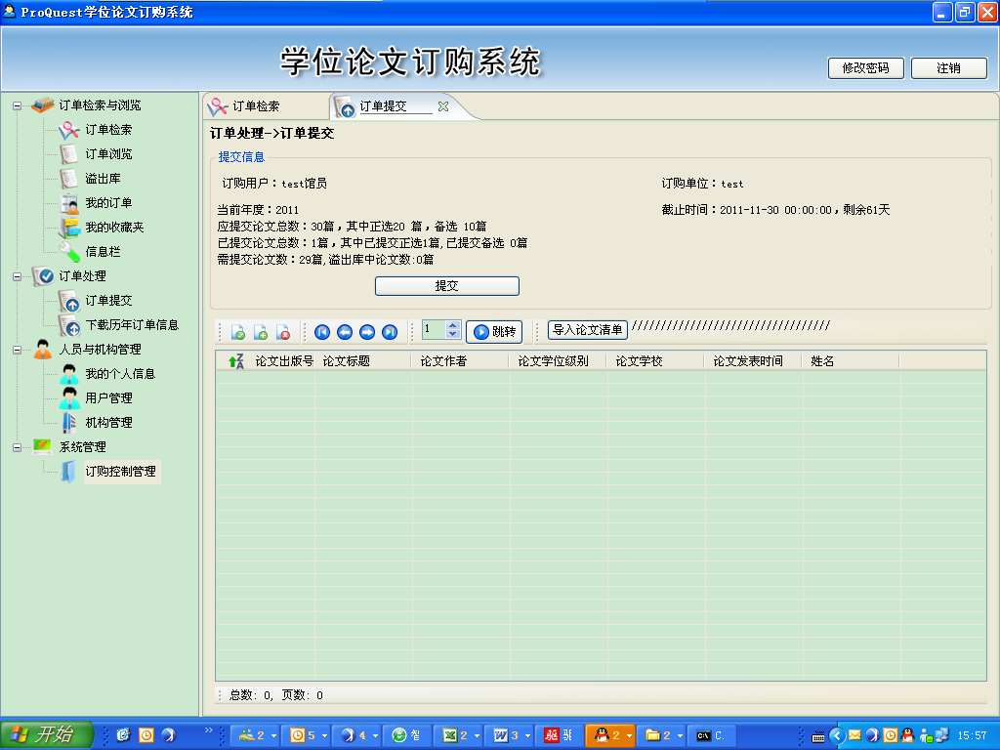 ProQuest学位论文订购系统
学位论文订购系统
修改密码
注销
订单检索与浏览
订单检索
订单浏览
溢出库
我的订单
我的收藏夹
信息栏
订单处理
订单提交
下载历年订单信息
人员与机构管理
我的个人信息
用户管理
机构管理
系统管理
订购控制管理
订单检索
订单提交
订单处理->订单提交
提交信息
订购用户：test馆员
订购单位：test
当前年度：2011
截止时间：2011-11-30 00:00:00，剩余61天
应提交论文总数：30篇，其中正选20 篇，备选 10篇
已提交论文总数：1篇，其中已提交正选1篇,已提交备选 0篇
需提交论文数：29篇,溢出库中论文数:0篇
提交
1
跳转
导入论文清单
//////////////////////////////////
论文出版号 论文标题 论文作者 论文学位级别 论文学校 论文发表时间 姓名
总数: 0, 页数: 0
开始
2
5
4
智
2
3
2
2
C.
15:57